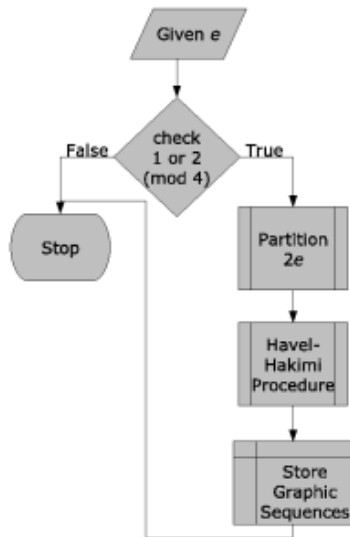 Given e
check
1 or 2
(mod 4)
False
True
Stop
Partition
2e
Havel-
Hakimi
Procedure
Store
Graphic
Sequences